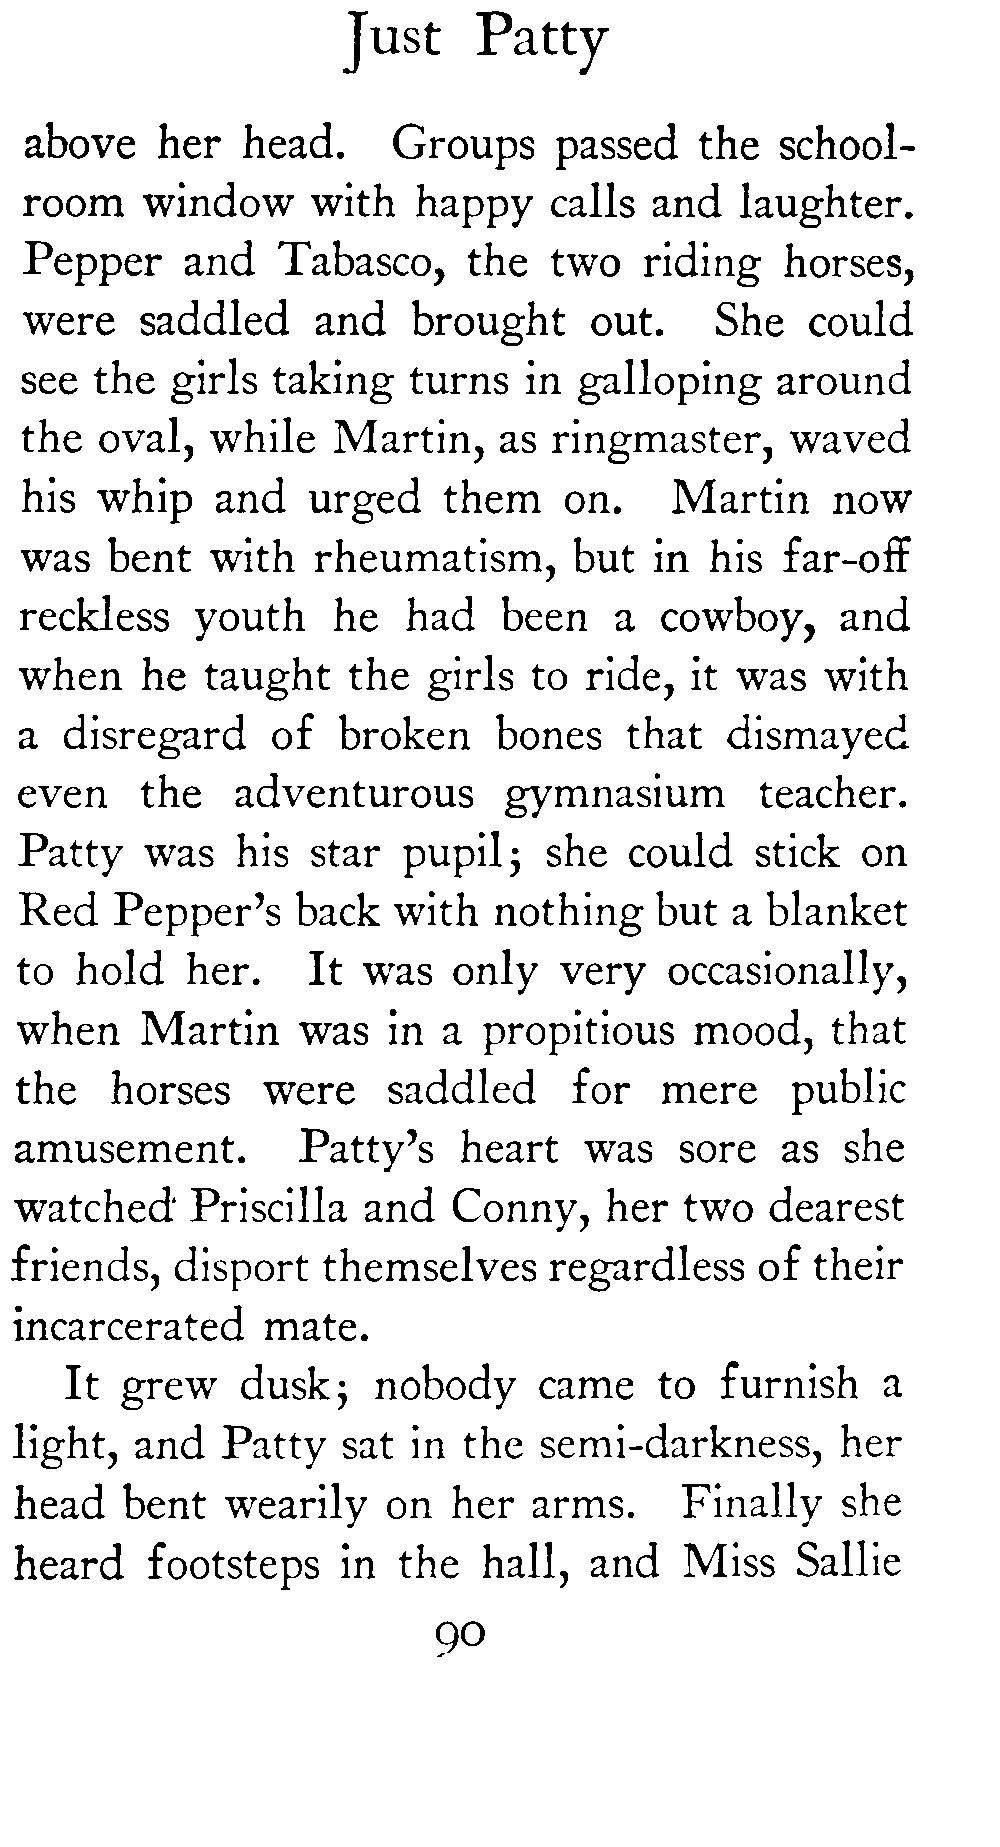 Just Patty
above her head. Groups passed the school-
room window with happy calls and laughter.
Pepper and Tabasco, the two riding horses,
were saddled and brought out. She could
see the girls taking turns in galloping around
the oval, while Martin, as ringmaster, waved
his whip and urged them on. Martin now
was bent with rheumatism, but in his far-off
reckless youth he had been a cowboy, and
when he taught the girls to ride, it was with
a disregard of broken bones that dismayed
even the adventurous gymnasium teacher.
Patty was his star pupil; she could stick on
Red Pepper's back with nothing but a blanket
to hold her. It was only very occasionally,
when Martin was in a propitious mood, that
the horses were saddled for mere public
amusement. Patty's heart was sore as she
watched Priscilla and Conny, her two dearest
friends, disport themselves regardless of their
incarcerated mate.
It grew dusk; nobody came to furnish a
light, and Patty sat in the semi-darkness, her
head bent wearily on her arms. Finally she
heard footsteps in the hall, and Miss Sallie
90